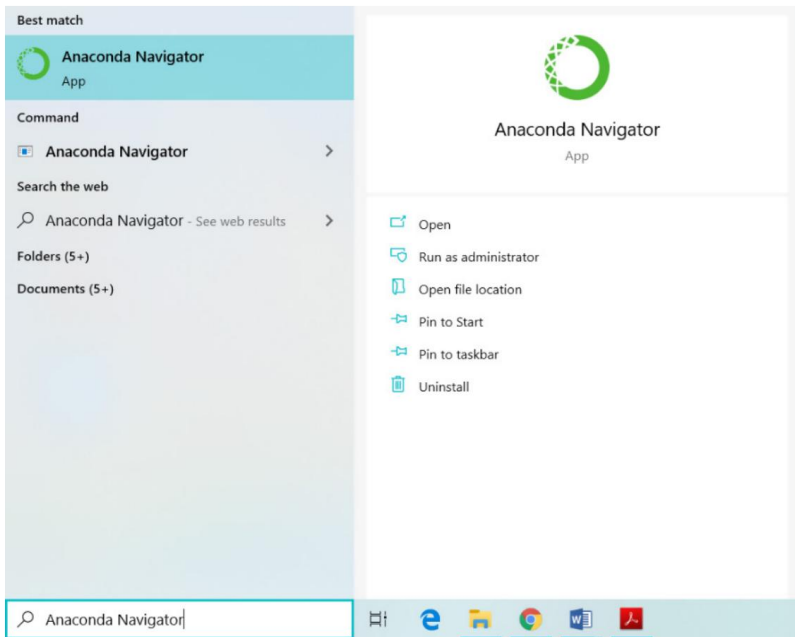 Best match
Anaconda Navigator
App
Command
Anaconda Navigator
Search the web
Anaconda Navigator - See web results
Folders (5+)
Documents (5+)
Anaconda Navigator
App
Open
Run as administrator
Open file location
Pin to Start
Pin to taskbar
Uninstall
Anaconda Navigator